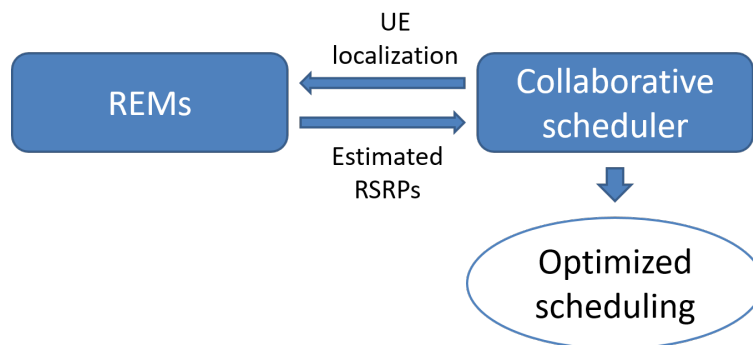 UE
localization
REMs
Collaborative
scheduler
Estimated
RSRPs
Optimized
scheduling